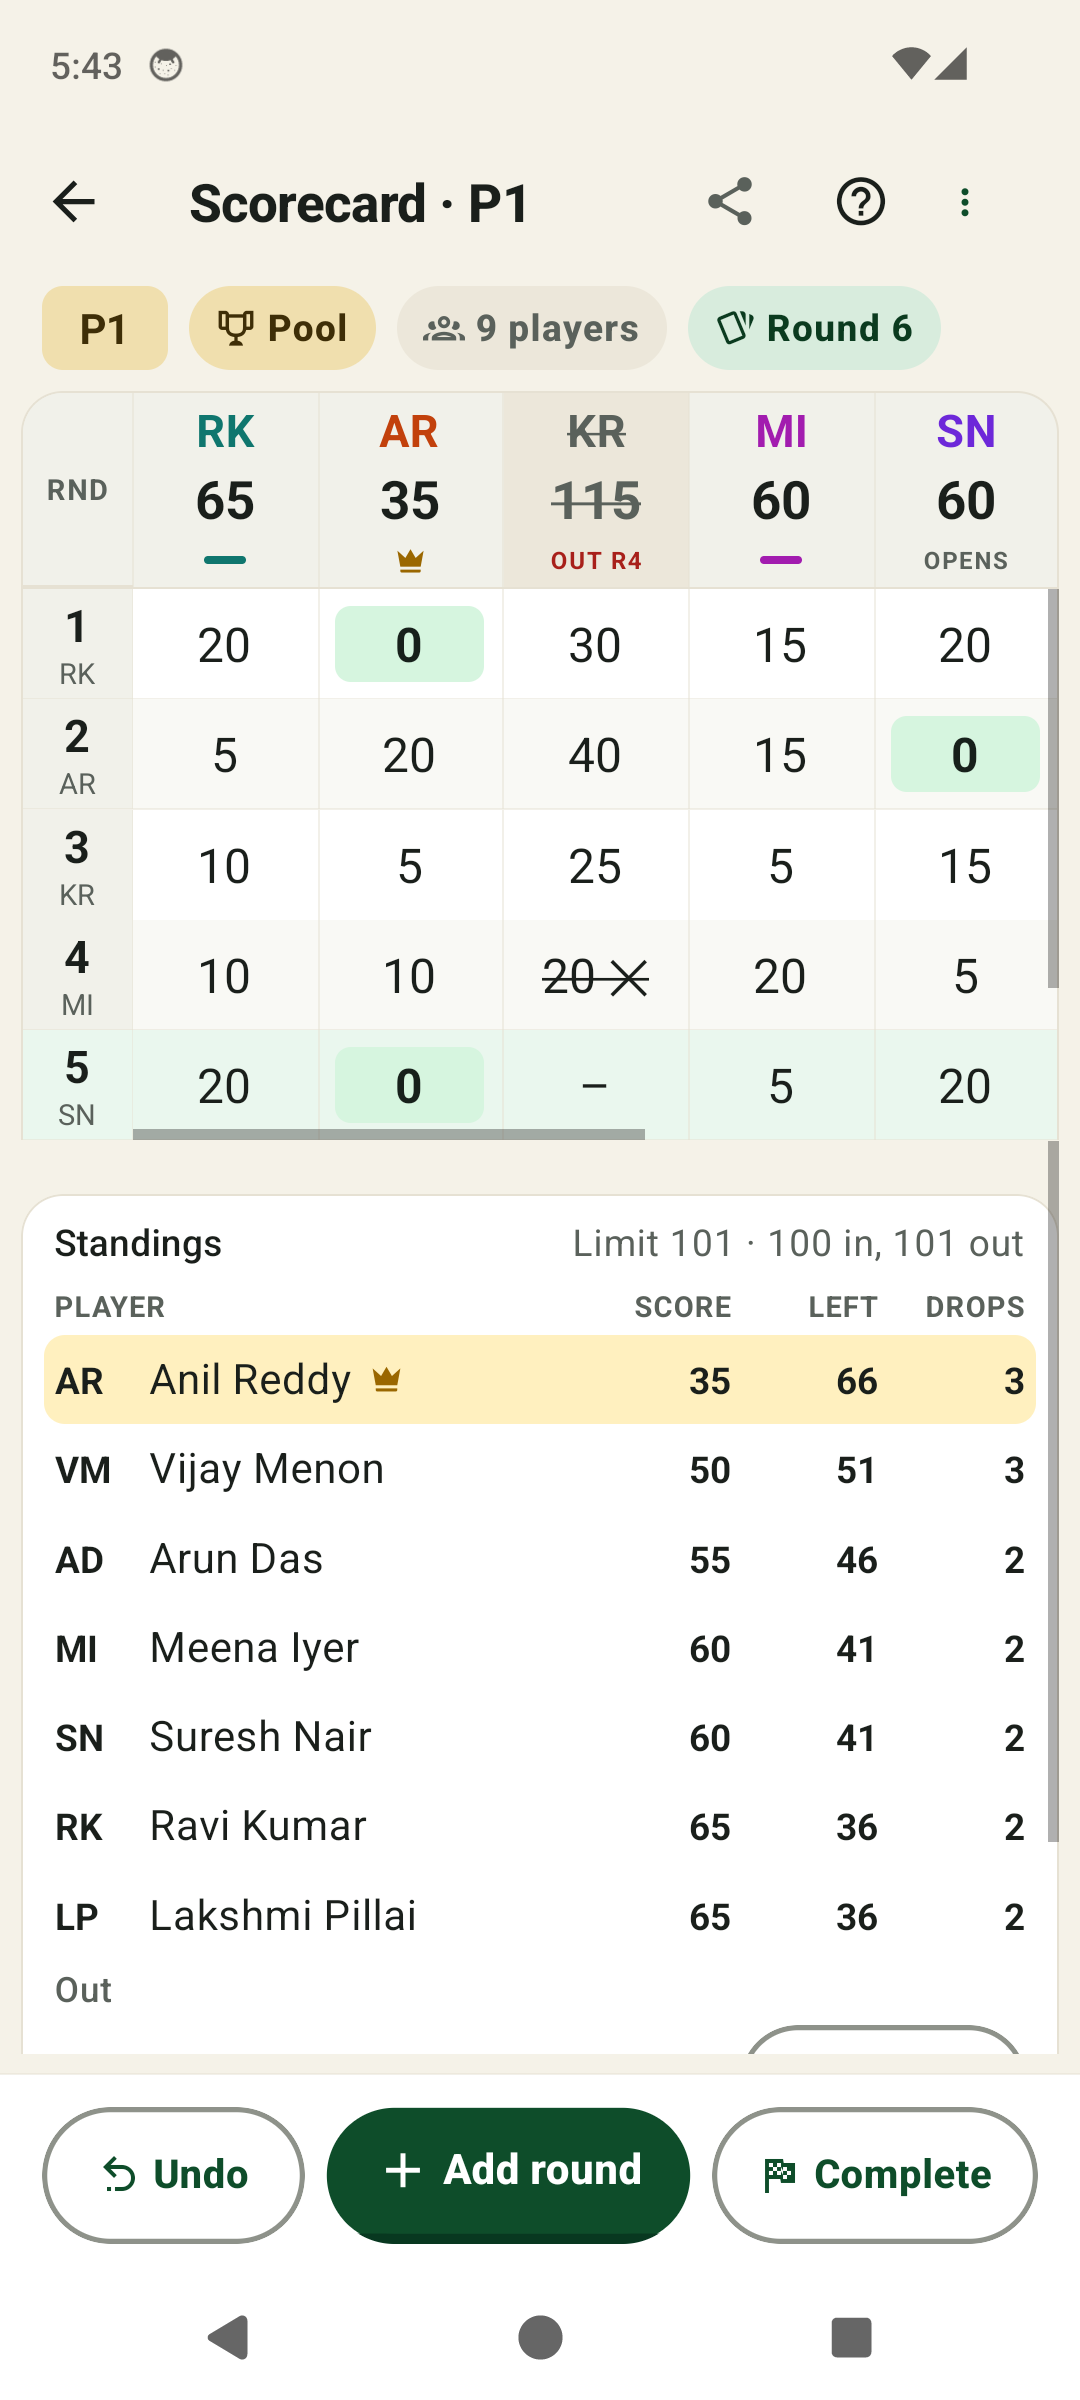 5:43
Scorecard · P1
P1 Pool 9 players Round 6
RND RK AR KR MI SN
65 35 115 60 60
OUT R4 OPENS
1 20 0 30 15 20
RK
2 5 20 40 15 0
AR
3 10 5 25 5 15
KR
4 10 10 20 20 5
MI
5 20 0 – 5 20
SN
Standings Limit 101 · 100 in, 101 out
PLAYER SCORE LEFT DROPS
AR Anil Reddy 35 66 3
VM Vijay Menon 50 51 3
AD Arun Das 55 46 2
MI Meena Iyer 60 41 2
SN Suresh Nair 60 41 2
RK Ravi Kumar 65 36 2
LP Lakshmi Pillai 65 36 2
Out
Undo + Add round Complete